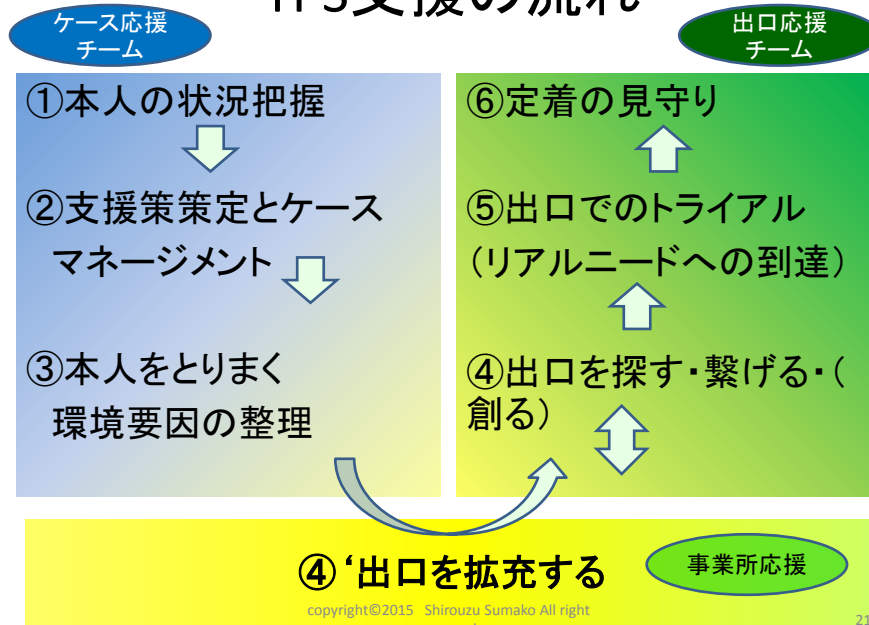 支援の流れ
ケース応援
チーム
出口応援
チーム
①本人の状況把握
②支援策策定とケース
マネージメント
③本人をとりまく
環境要因の整理
⑥定着の見守り
⑤出口でのトライアル
(リアルニードへの到達)
④出口を探す・繋げる・(
創る)
④‘出口を拡充する
事業所応援
copyright©2015 Shirouzu Sumako All right
21